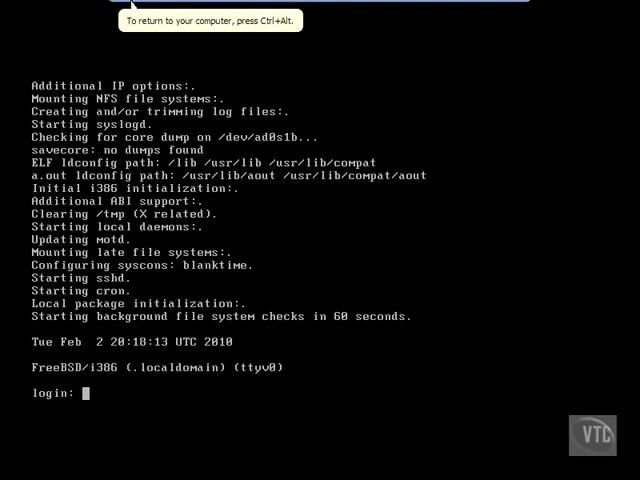 To return to your computer, press Ctrl+Alt.
Additional IP options:.
Mounting NFS file systems:.
Creating and/or trimming log files:.
Starting syslogd.
Checking for core dump on /dev/ad0s1b...
savecore: no dumps found
ELF ldconfig path: /lib /usr/lib /usr/lib/compat
a.out ldconfig path: /usr/lib/aout /usr/lib/compat/aout
Initial i386 initialization:.
Additional ABI support:.
Clearing /tmp (X related).
Starting local daemons:.
Updating motd.
Mounting late file systems:.
Configuring syscons: blanktime.
Starting sshd.
Starting cron.
Local package initialization:.
Starting background file system checks in 60 seconds.
Tue Feb  2 20:18:13 UTC 2010
FreeBSD/i386 (.localdomain) (ttyv0)
login:
VTC